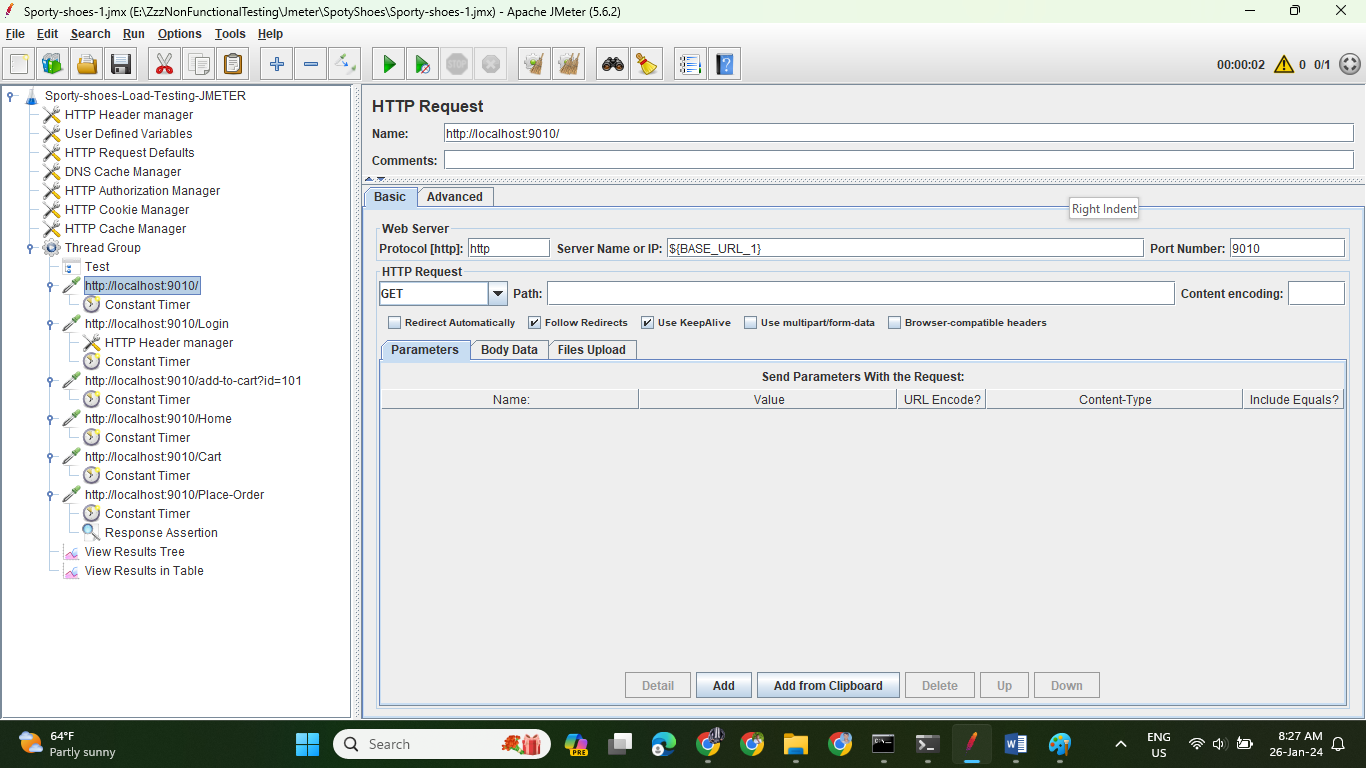 Sporty-shoes-1.jmx (E:\ZzzNonFunctionalTesting\Jmeter\SpotyShoes\Sporty-shoes-1.jmx) - Apache JMeter (5.6.2)
File Edit Search Run Options Tools Help
00:00:02 0 0/1
Sporty-shoes-Load-Testing-JMETER
HTTP Header manager
User Defined Variables
HTTP Request Defaults
DNS Cache Manager
HTTP Authorization Manager
HTTP Cookie Manager
HTTP Cache Manager
Thread Group
Test
http://localhost:9010/
Constant Timer
http://localhost:9010/Login
HTTP Header manager
Constant Timer
http://localhost:9010/add-to-cart?id=101
Constant Timer
http://localhost:9010/Home
Constant Timer
http://localhost:9010/Cart
Constant Timer
http://localhost:9010/Place-Order
Constant Timer
Response Assertion
View Results Tree
View Results in Table
HTTP Request
Name: http://localhost:9010/
Comments:
Basic Advanced
Right Indent
Web Server
Protocol [http]: http Server Name or IP: ${BASE_URL_1} Port Number: 9010
HTTP Request
GET Path: Content encoding:
Redirect Automatically Follow Redirects Use KeepAlive Use multipart/form-data Browser-compatible headers
Parameters Body Data Files Upload
Send Parameters With the Request:
Name: Value URL Encode? Content-Type Include Equals?
Detail Add Add from Clipboard Delete Up Down
64°F
Partly sunny
Search
PRE
ENG
US
8:27 AM
26-Jan-24